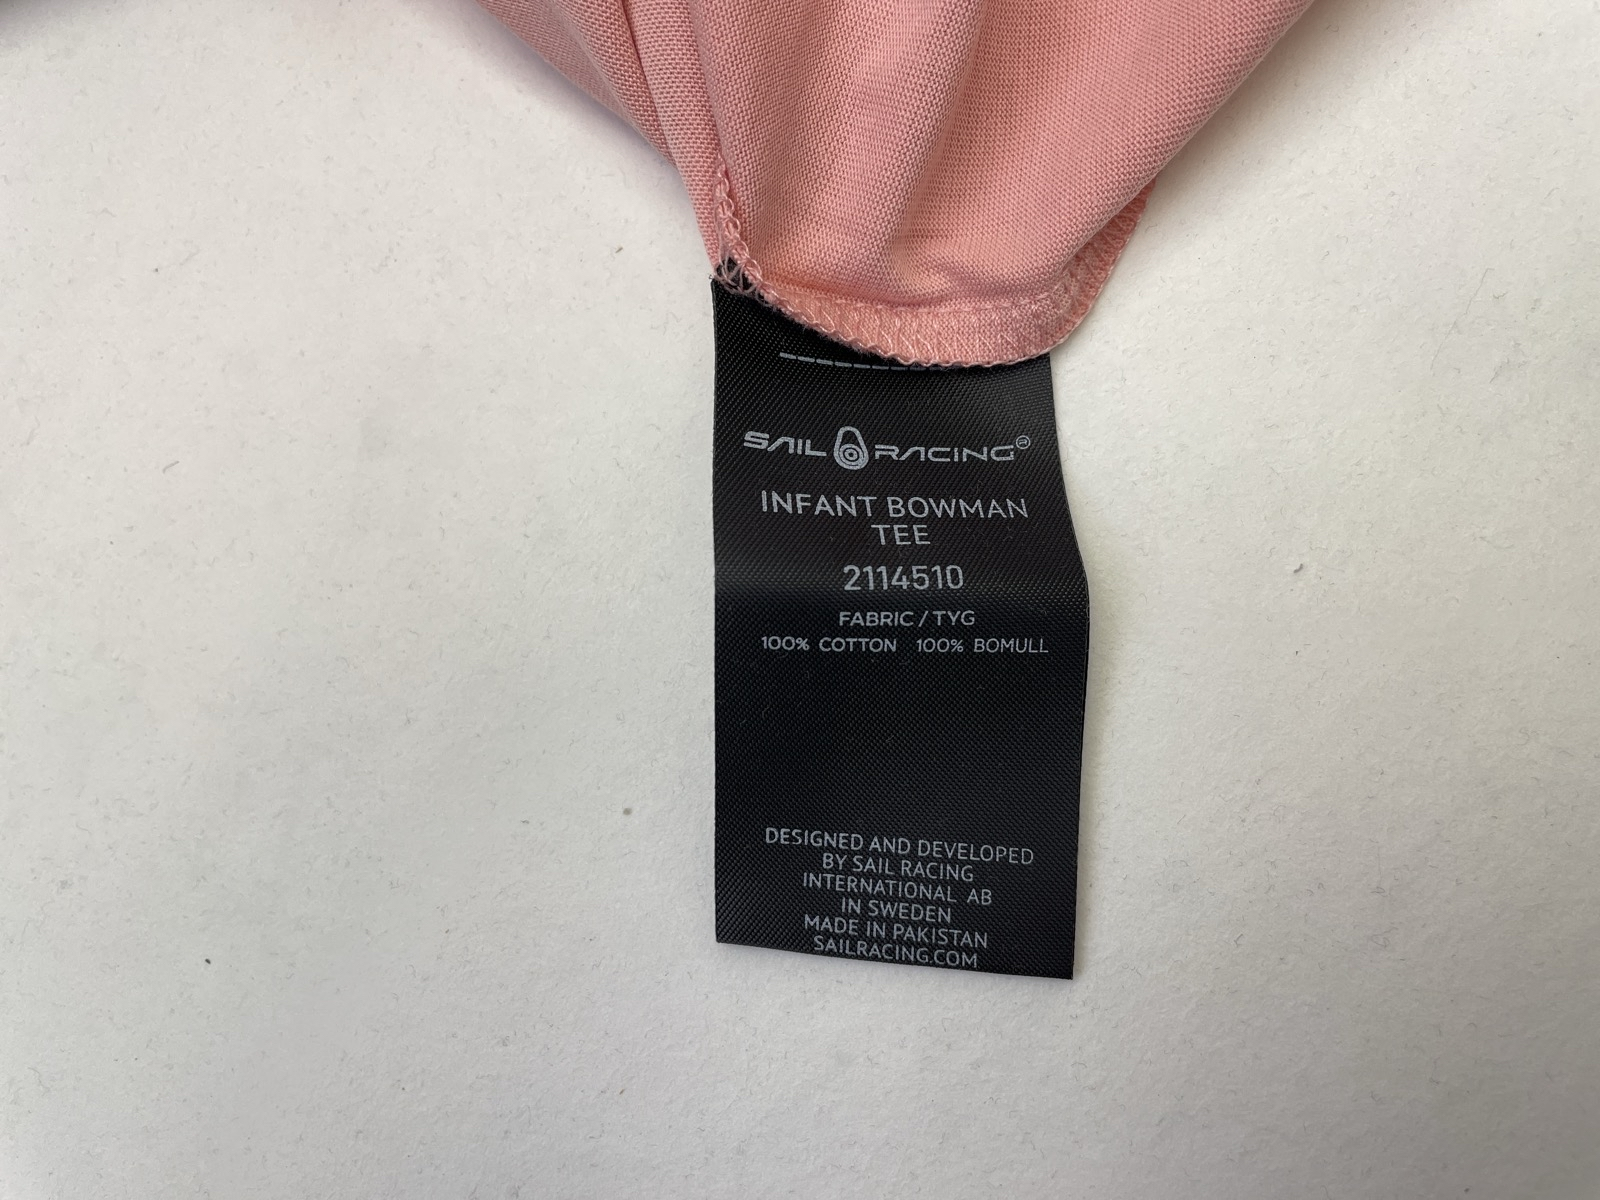 SAIL RACING®
INFANT BOWMAN
TEE
2114510
FABRIC / TYG
100% COTTON 100% BOMULL
DESIGNED AND DEVELOPED
BY SAIL RACING
INTERNATIONAL AB
IN SWEDEN
MADE IN PAKISTAN
SAILRACING.COM